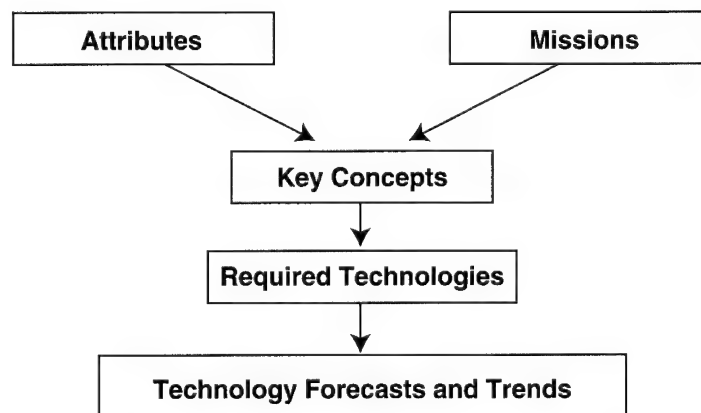 Attributes
Missions
Key Concepts
Required Technologies
Technology Forecasts and Trends